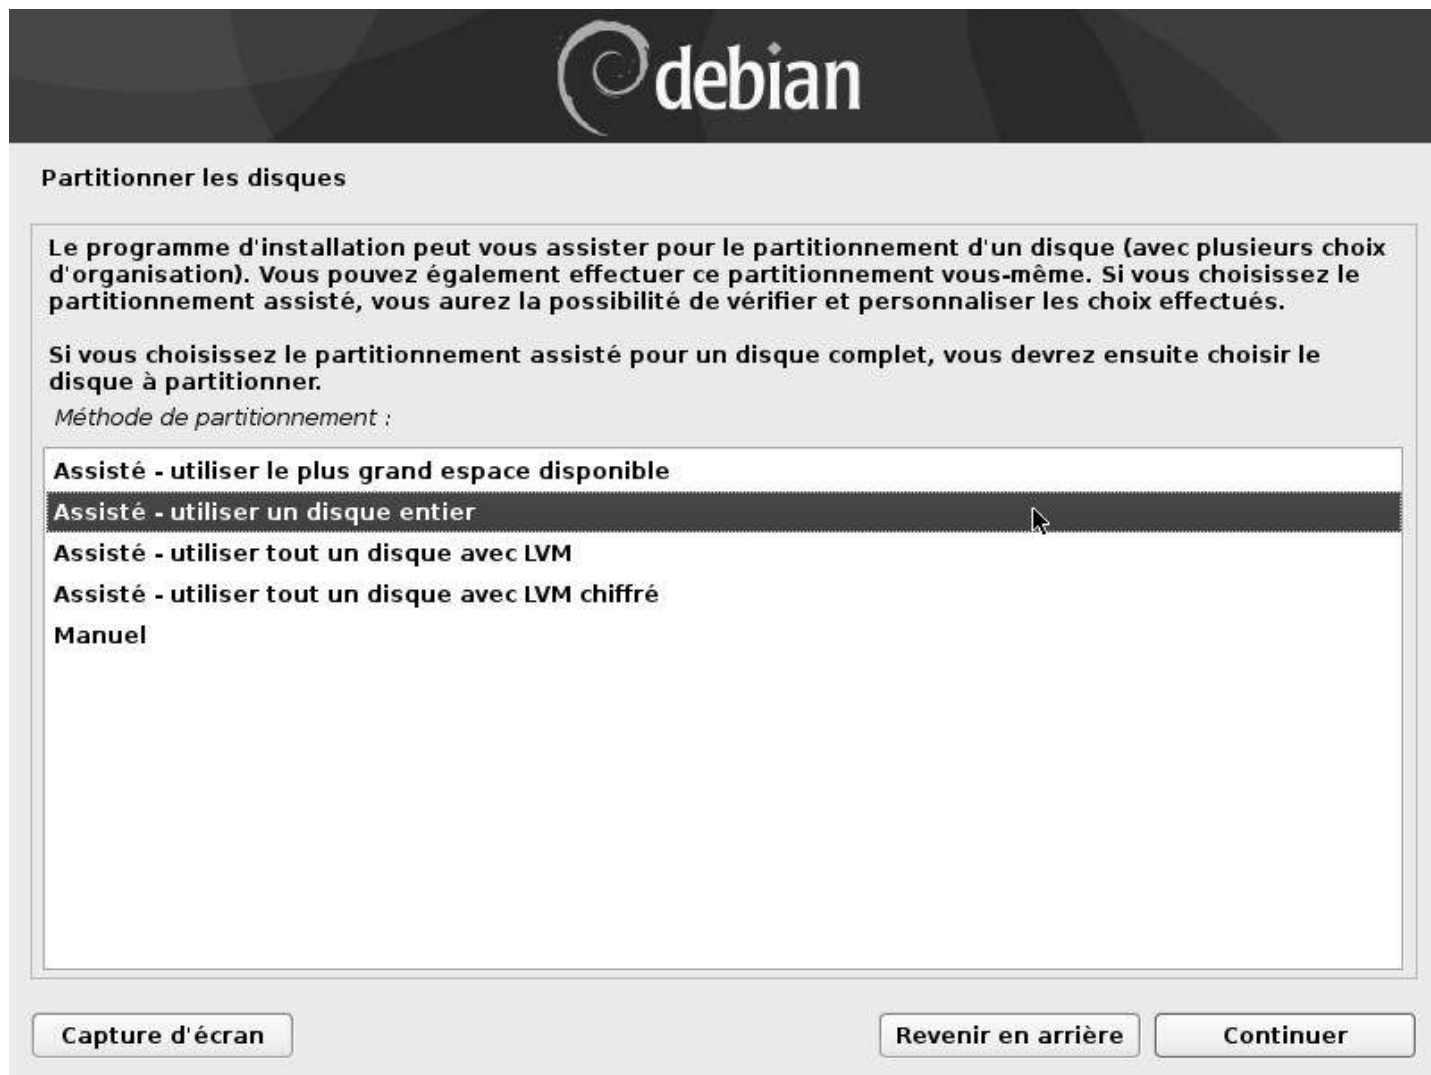 debian
Partitionner les disques
Le programme d'installation peut vous assister pour le partitionnement d'un disque (avec plusieurs choix
d'organisation). Vous pouvez également effectuer ce partitionnement vous-même. Si vous choisissez le
partitionnement assisté, vous aurez la possibilité de vérifier et personnaliser les choix effectués.
Si vous choisissez le partitionnement assisté pour un disque complet, vous devrez ensuite choisir le
disque à partitionner.
Méthode de partitionnement :
Assisté - utiliser le plus grand espace disponible
Assisté - utiliser un disque entier
Assisté - utiliser tout un disque avec LVM
Assisté - utiliser tout un disque avec LVM chiffré
Manuel
Capture d'écran
Revenir en arrière
Continuer